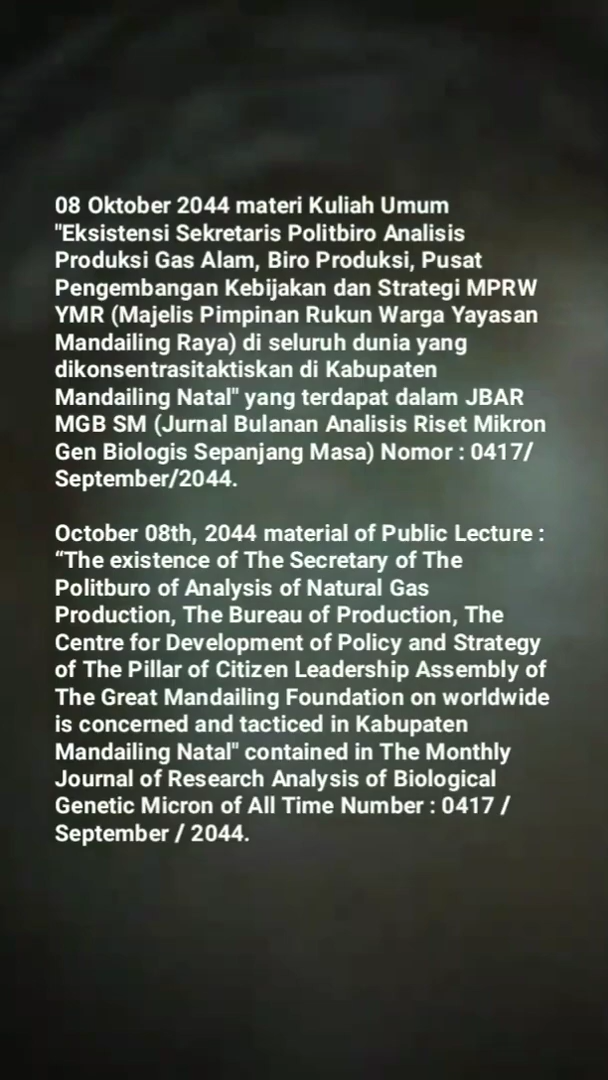 08 Oktober 2044 materi Kuliah Umum
"Eksistensi Sekretaris Politbiro Analisis
Produksi Gas Alam, Biro Produksi, Pusat
Pengembangan Kebijakan dan Strategi MPRW
YMR (Majelis Pimpinan Rukun Warga Yayasan
Mandailing Raya) di seluruh dunia yang
dikonsentrasitaktiskan di Kabupaten
Mandailing Natal" yang terdapat dalam JBAR
MGB SM (Jurnal Bulanan Analisis Riset Mikron
Gen Biologis Sepanjang Masa) Nomor : 0417/
September/2044.
October 08th, 2044 material of Public Lecture :
“The existence of The Secretary of The
Politburo of Analysis of Natural Gas
Production, The Bureau of Production, The
Centre for Development of Policy and Strategy
of The Pillar of Citizen Leadership Assembly of
The Great Mandailing Foundation on worldwide
is concerned and tacticed in Kabupaten
Mandailing Natal" contained in The Monthly
Journal of Research Analysis of Biological
Genetic Micron of All Time Number : 0417 /
September / 2044.